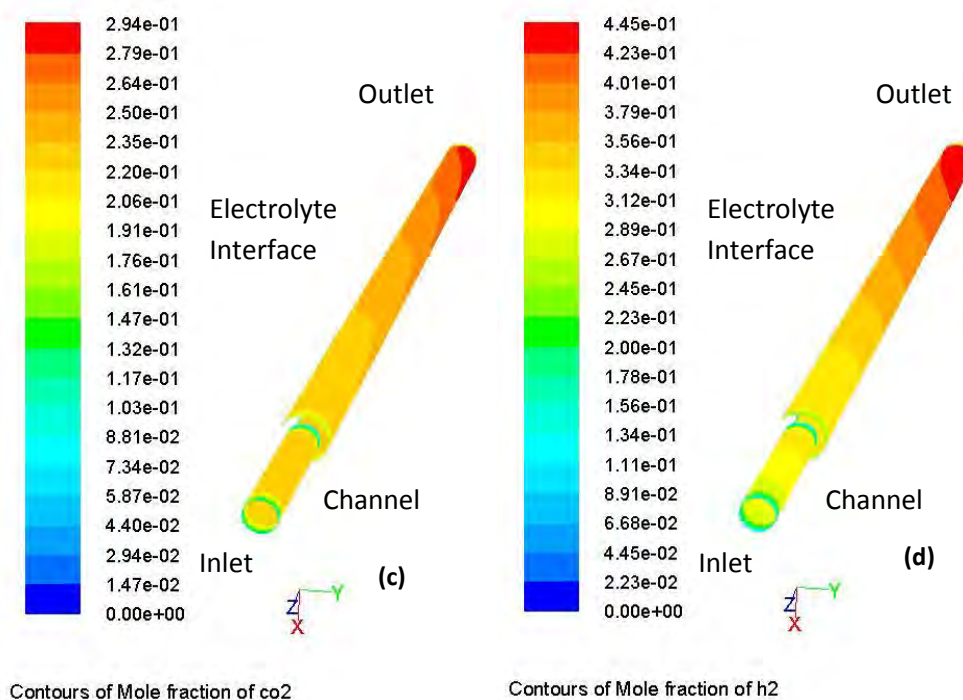 2.94e-01
2.79e-01
2.64e-01
2.50e-01
2.35e-01
2.20e-01
2.06e-01
1.91e-01
1.76e-01
1.61e-01
1.47e-01
1.32e-01
1.17e-01
1.03e-01
8.81e-02
7.34e-02
5.87e-02
4.40e-02
2.94e-02
1.47e-02
0.00e+00
Outlet
Electrolyte
Interface
Channel
Inlet
(c)
Z
Y
X
Contours of Mole fraction of co2
4.45e-01
4.23e-01
4.01e-01
3.79e-01
3.56e-01
3.34e-01
3.12e-01
2.89e-01
2.67e-01
2.45e-01
2.23e-01
2.00e-01
1.78e-01
1.56e-01
1.34e-01
1.11e-01
8.91e-02
6.68e-02
4.45e-02
2.23e-02
0.00e+00
Outlet
Electrolyte
Interface
Channel
Inlet
(d)
Z
Y
X
Contours of Mole fraction of h2